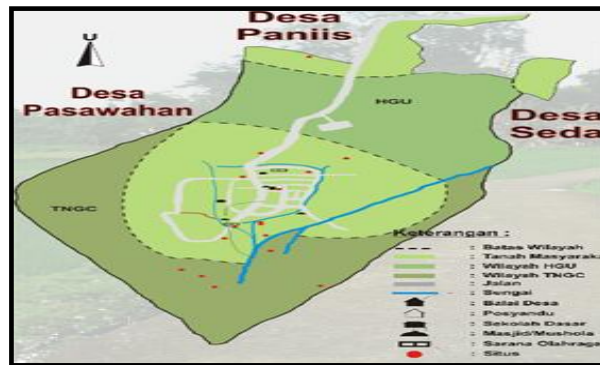 Desa
Paniis
U
Desa
Pasawahan
HGU
Desa
Seda
TNGC
Keterangan :
: Batas Wilayah
: Tanah Masyaraka
: Wilayah HGU
: Wilayah TNGC
: Jalan
: Sungai
: Balai Desa
: Posyandu
: Sekolah Dasar
: Masjid/Mushola
: Sarana Olahraga
: Situs